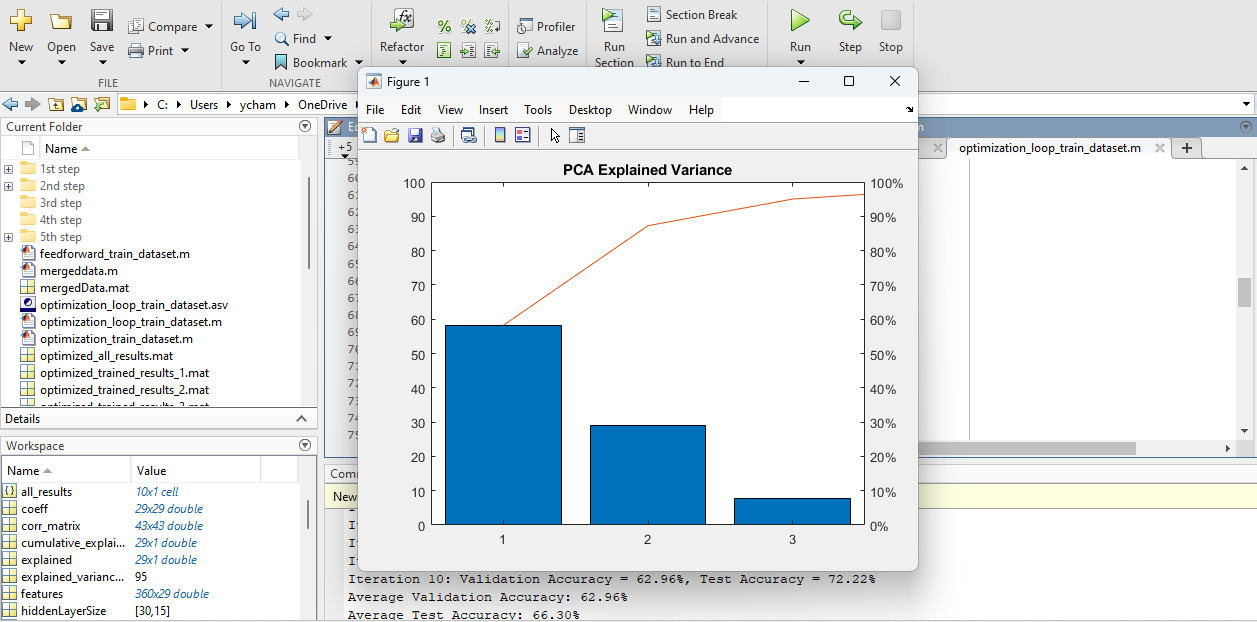 New
Open
Save
Compare
Print
FILE
Go To
Find
Bookmark
NAVIGATE
Refactor
Profiler
Analyze
Run
Section
Section Break
Run and Advance
Run to End
Run
Step
Stop
C:
Users
ycham
OneDrive
Current Folder
Name
1st step
2nd step
3rd step
4th step
5th step
feedforward_train_dataset.m
mergeddata.m
mergedData.mat
optimization_loop_train_dataset.asv
optimization_loop_train_dataset.m
optimization_train_dataset.m
optimized_all_results.mat
optimized_trained_results_1.mat
optimized_trained_results_2.mat
optimized_trained_results_3.mat
Details
Workspace
Name Value
all_results 10x1 cell
coeff 29x29 double
corr_matrix 43x43 double
cumulative_explai... 29x1 double
explained 29x1 double
explained_varianc... 95
features 360x29 double
hiddenLayerSize [30,15]
optimization_loop_train_dataset.m
+5
Figure 1
File Edit View Insert Tools Desktop Window Help
PCA Explained Variance
100 100%
90 90%
80 80%
70 70%
60 60%
50 50%
40 40%
30 30%
20 20%
10 10%
0 0%
1 2 3
Com
New
Iteration 10: Validation Accuracy = 62.96%, Test Accuracy = 72.22%
Average Validation Accuracy: 62.96%
Average Test Accuracy: 66.30%